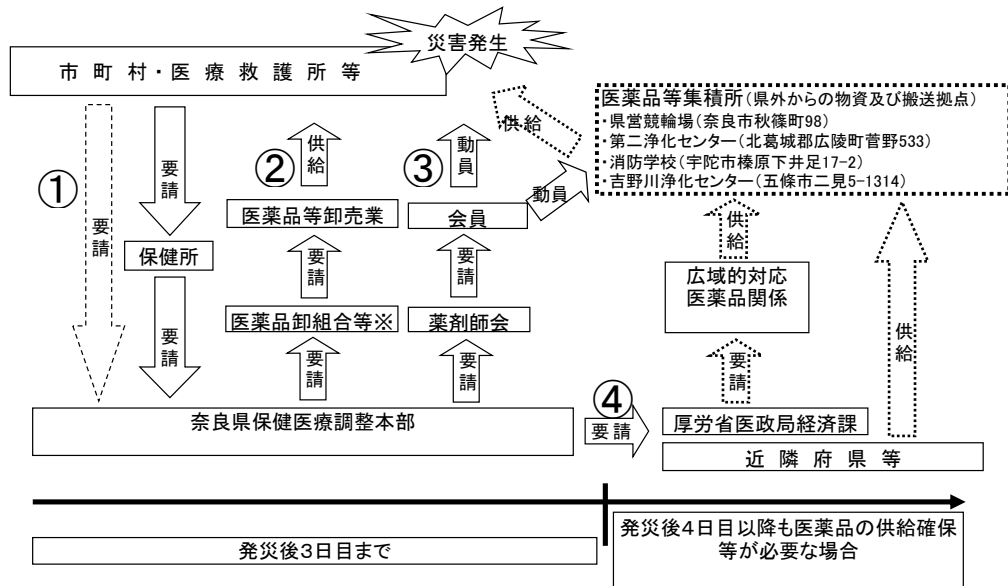 災害発生
市町村・医療救護所等
医薬品等集積所(県外からの物資及び搬送拠点)
・県営競輪場(奈良市秋篠町98)
・第二浄化センター(北葛城郡広陵町菅野533)
・消防学校(宇陀市榛原下井足17-2)
・吉野川浄化センター(五條市二見5-1314)
①
要請
要請
②
供給
③
動員
供給
動員
医薬品等卸売業
会員
保健所
要請
要請
供給
広域的対応
医薬品関係
供給
医薬品卸組合等※
薬剤師会
要請
要請
要請
要請
④
要請
奈良県保健医療調整本部
厚労省医政局経済課
近隣府県等
発災後3日目まで
発災後4日目以降も医薬品の供給確保
等が必要な場合